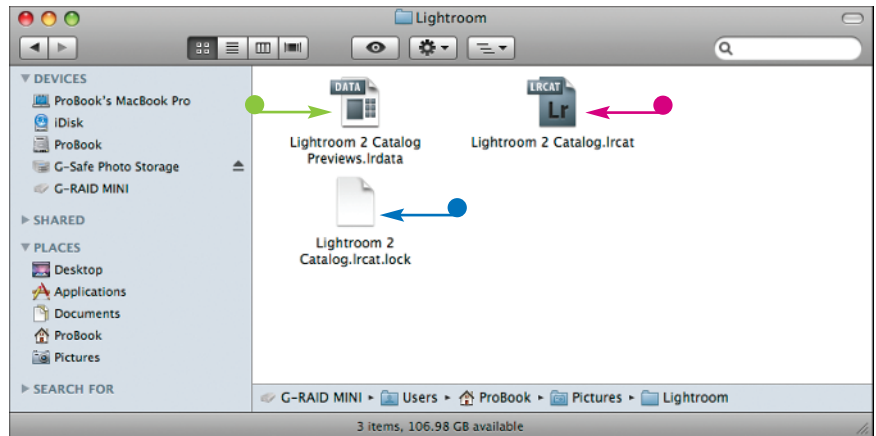 Lightroom
DEVICES
ProBook's MacBook Pro
iDisk
ProBook
G-Safe Photo Storage
G-RAID MINI
SHARED
PLACES
Desktop
Applications
Documents
ProBook
Pictures
SEARCH FOR
DATA
Lightroom 2 Catalog
Previews.lrdata
LRCAT
Lr
Lightroom 2 Catalog.lrcat
Lightroom 2
Catalog.lrcat.lock
G-RAID MINI ▸ Users ▸ ProBook ▸ Pictures ▸ Lightroom
3 items, 106.98 GB available